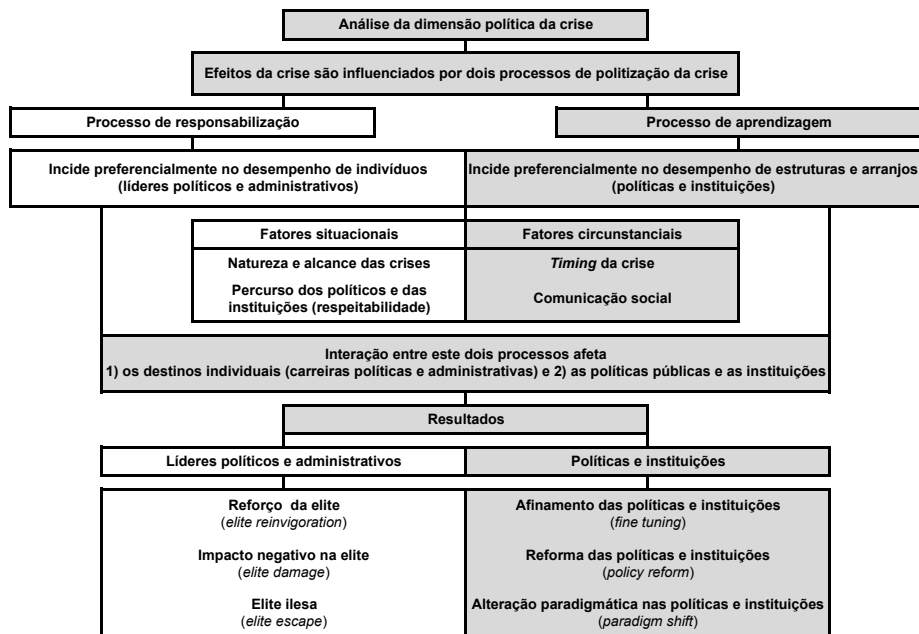 Análise da dimensão política da crise
Efeitos da crise são influenciados por dois processos de politização da crise
Processo de responsabilização
Processo de aprendizagem
Incide preferencialmente no desempenho de indivíduos
(líderes políticos e administrativos)
Incide preferencialmente no desempenho de estruturas e arranjos
(políticas e instituições)
Fatores situacionais
Fatores circunstanciais
Natureza e alcance das crises
Timing da crise
Percurso dos políticos e das
instituições (respeitabilidade)
Comunicação social
Interação entre este dois processos afeta
1) os destinos individuais (carreiras políticas e administrativas) e 2) as políticas públicas e as instituições
Resultados
Líderes políticos e administrativos
Políticas e instituições
Reforço da elite
(elite reinvigoration)
Afinamento das políticas e instituições
(fine tuning)
Impacto negativo na elite
(elite damage)
Reforma das políticas e instituições
(policy reform)
Elite ilesa
(elite escape)
Alteração paradigmática nas políticas e instituições
(paradigm shift)